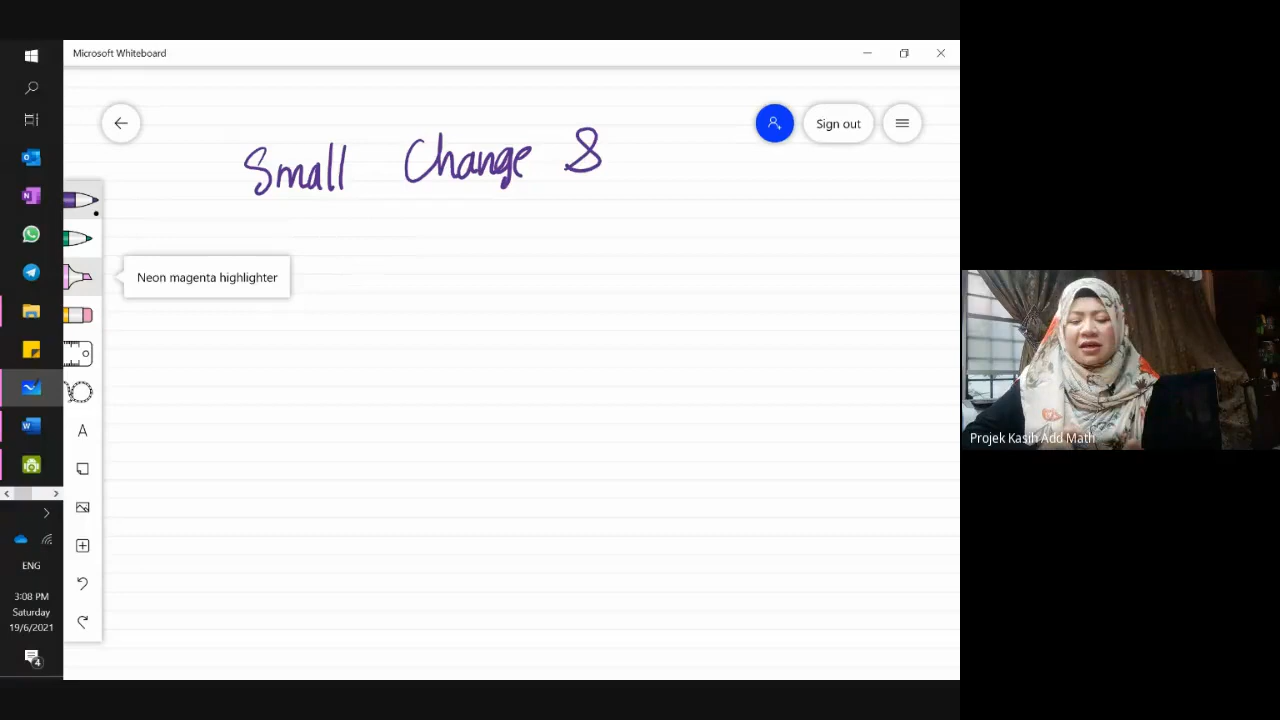 Microsoft Whiteboard
Sign out
Small Change &
Neon magenta highlighter
A
Projek Kasih Add Math
ENG
3:08 PM
Saturday
19/6/2021
4